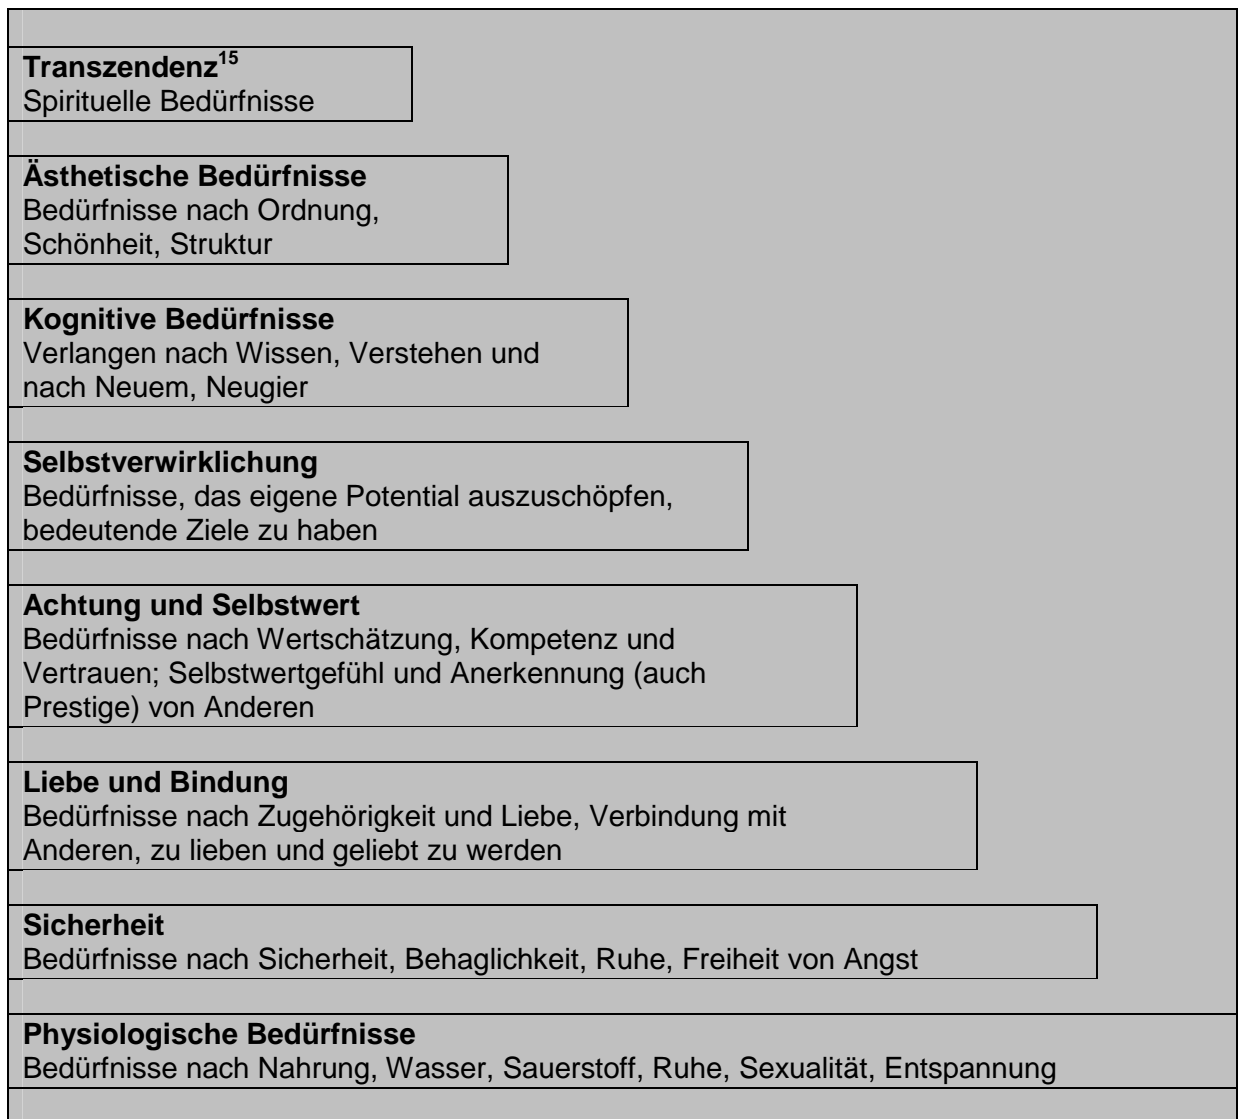 Transzendenz15
Spirituelle Bedürfnisse
Ästhetische Bedürfnisse
Bedürfnisse nach Ordnung,
Schönheit, Struktur
Kognitive Bedürfnisse
Verlangen nach Wissen, Verstehen und
nach Neuem, Neugier
Selbstverwirklichung
Bedürfnisse, das eigene Potential auszuschöpfen,
bedeutende Ziele zu haben
Achtung und Selbstwert
Bedürfnisse nach Wertschätzung, Kompetenz und
Vertrauen; Selbstwertgefühl und Anerkennung (auch
Prestige) von Anderen
Liebe und Bindung
Bedürfnisse nach Zugehörigkeit und Liebe, Verbindung mit
Anderen, zu lieben und geliebt zu werden
Sicherheit
Bedürfnisse nach Sicherheit, Behaglichkeit, Ruhe, Freiheit von Angst
Physiologische Bedürfnisse
Bedürfnisse nach Nahrung, Wasser, Sauerstoff, Ruhe, Sexualität, Entspannung